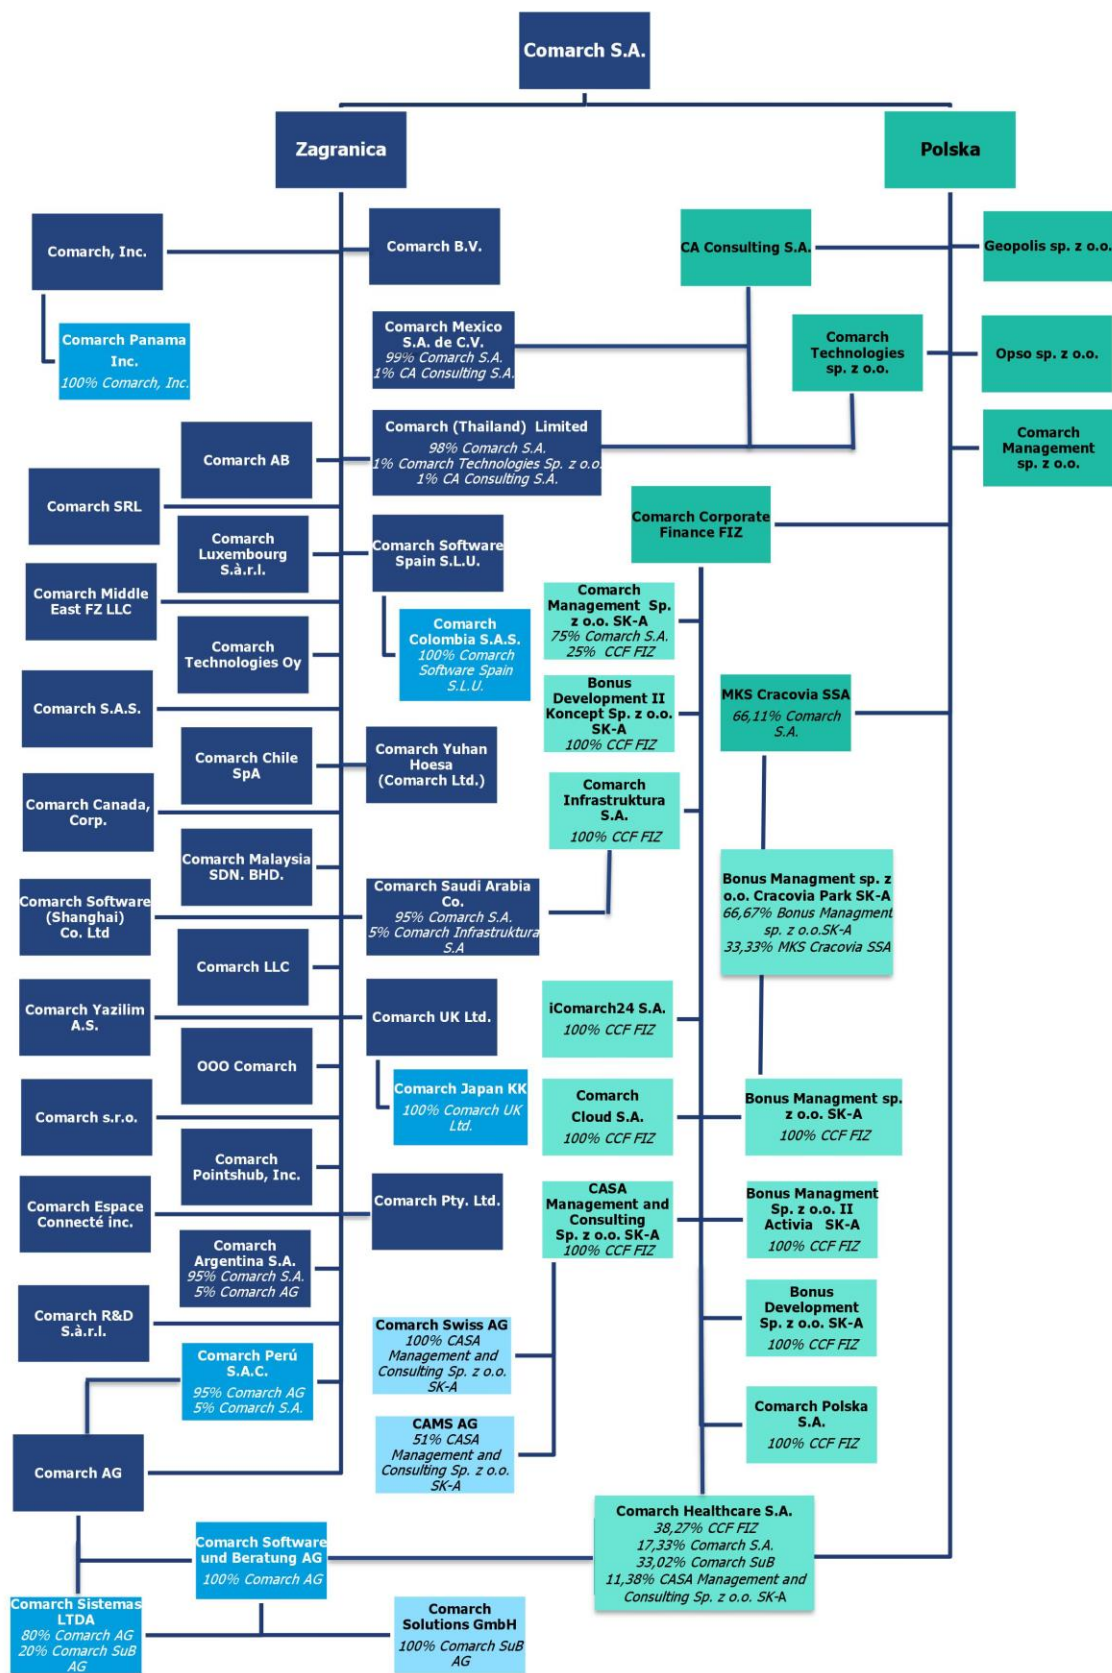 Comarch S.A.
Zagranica
Polska
Comarch, Inc.
Comarch B.V.
CA Consulting S.A.
Geopolis sp. z o.o.
Comarch Panama
Inc.
100% Comarch, Inc.
Comarch Mexico
S.A. de C.V.
99% Comarch S.A.
1% CA Consulting S.A.
Comarch
Technologies
sp. z o.o.
Opso sp. z o.o.
Comarch AB
Comarch (Thailand) Limited
98% Comarch S.A.
1% Comarch Technologies Sp. z o.o.
1% CA Consulting S.A.
Comarch
Management
sp. z o.o.
Comarch SRL
Comarch
Luxembourg
S.à.r.l.
Comarch Software
Spain S.L.U.
Comarch Corporate
Finance FIZ
Comarch Middle
East FZ LLC
Comarch
Technologies Oy
Comarch
Colombia S.A.S.
100% Comarch
Software Spain
S.L.U.
Comarch
Management Sp.
z o.o. SK-A
75% Comarch S.A.
25% CCF FIZ
Comarch S.A.S.
Bonus
Development II
Koncept Sp. z o.o.
SK-A
100% CCF FIZ
MKS Cracovia SSA
66,11% Comarch
S.A.
Comarch Chile
SpA
Comarch Yuhan
Hoesa
(Comarch Ltd.)
Comarch
Infrastruktura
S.A.
100% CCF FIZ
Comarch Canada,
Corp.
Comarch Malaysia
SDN. BHD.
Comarch Software
(Shanghai)
Co. Ltd
Comarch Saudi Arabia
Co.
95% Comarch S.A.
5% Comarch Infrastruktura
S.A
Bonus Managment sp. z
o.o. Cracovia Park SK-A
66,67% Bonus Managment
sp. z o.o.SK-A
33,33% MKS Cracovia SSA
Comarch LLC
Comarch Yazilim
A.S.
Comarch UK Ltd.
iComarch24 S.A.
100% CCF FIZ
OOO Comarch
Comarch Japan KK
100% Comarch UK
Ltd.
Comarch s.r.o.
Comarch
Cloud S.A.
100% CCF FIZ
Bonus Managment sp.
z o.o. SK-A
100% CCF FIZ
Comarch
Pointshub, Inc.
Comarch Espace
Connecté inc.
Comarch Pty. Ltd.
CASA
Management and
Consulting
Sp. z o.o. SK-A
100% CCF FIZ
Bonus Managment
Sp. z o.o. II
Activia SK-A
100% CCF FIZ
Comarch
Argentina S.A.
95% Comarch S.A.
5% Comarch AG
Comarch R&D
S.à.r.l.
Comarch Swiss AG
100% CASA
Management and
Consulting Sp. z o.o.
SK-A
Bonus
Development
Sp. z o.o. SK-A
100% CCF FIZ
Comarch Perú
S.A.C.
95% Comarch AG
5% Comarch S.A.
CAMS AG
51% CASA
Management and
Consulting Sp. z o.o.
SK-A
Comarch Polska
S.A.
100% CCF FIZ
Comarch AG
Comarch Software
und Beratung AG
100% Comarch AG
Comarch Healthcare S.A.
38,27% CCF FIZ
17,33% Comarch S.A.
33,02% Comarch SuB
11,38% CASA Management and
Consulting Sp. z o.o. SK-A
Comarch Sistemas
LTDA
80% Comarch AG
20% Comarch SuB
AG
Comarch
Solutions GmbH
100% Comarch SuB
AG